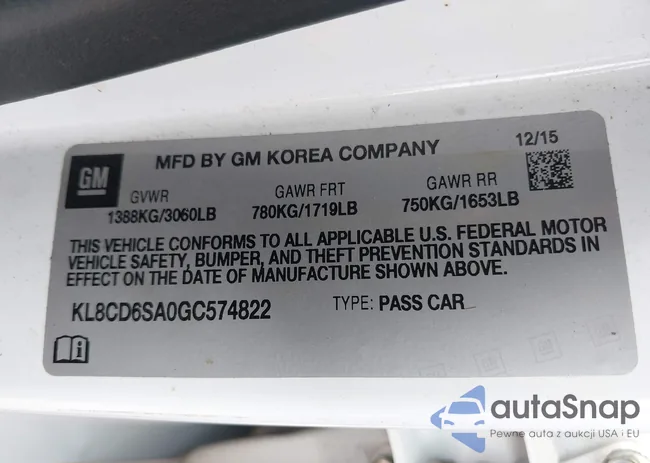 GM
MFD BY GM KOREA COMPANY
12/15
GVWR
GAWR FRT
GAWR RR
1388KG/3060LB
780KG/1719LB
750KG/1653LB
THIS VEHICLE CONFORMS TO ALL APPLICABLE U.S. FEDERAL MOTOR
VEHICLE SAFETY, BUMPER, AND THEFT PREVENTION STANDARDS IN
EFFECT ON THE DATE OF MANUFACTURE SHOWN ABOVE.
KL8CD6SA0GC574822
TYPE: PASS CAR
autaSnap
Pewne auta z aukcji USA i EU